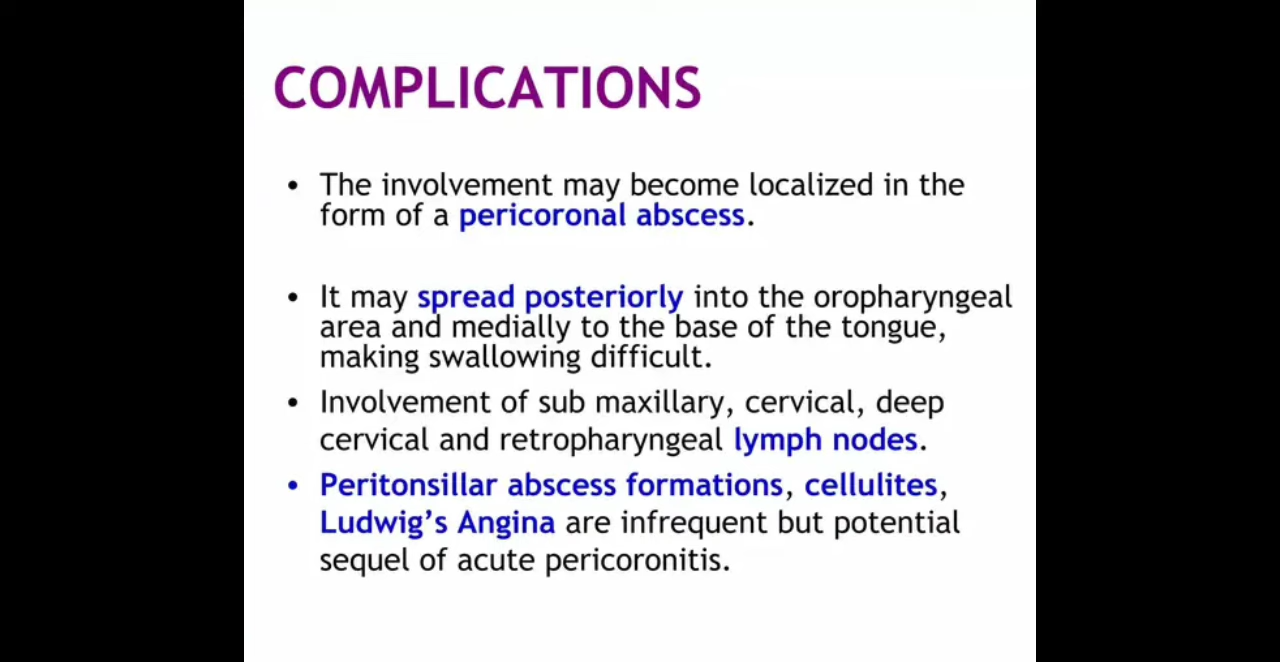 COMPLICATIONS
• The involvement may become localized in the
form of a pericoronal abscess.
• It may spread posteriorly into the oropharyngeal
area and medially to the base of the tongue,
making swallowing difficult.
• Involvement of sub maxillary, cervical, deep
cervical and retropharyngeal lymph nodes.
• Peritonsillar abscess formations, cellulites,
Ludwig’s Angina are infrequent but potential
sequel of acute pericoronitis.